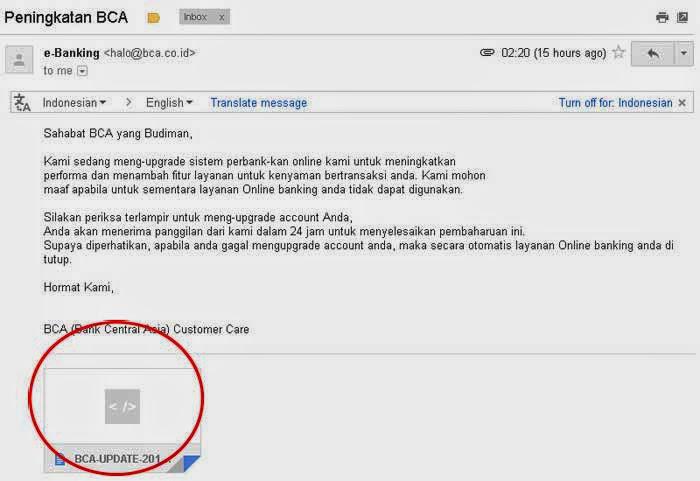 Peningkatan BCA
Inbox x
e-Banking <halo@bca.co.id>
02:20 (15 hours ago)
to me
Indonesian > English Translate message Turn off for: Indonesian x
Sahabat BCA yang Budiman,
Kami sedang meng-upgrade sistem perbank-kan online kami untuk meningkatkan
performa dan menambah fitur layanan untuk kenyaman bertransaksi anda. Kami mohon
maaf apabila untuk sementara layanan Online banking anda tidak dapat digunakan.
Silakan periksa terlampir untuk meng-upgrade account Anda,
Anda akan menerima panggilan dari kami dalam 24 jam untuk menyelesaikan pembaharuan ini.
Supaya diperhatikan, apabila anda gagal mengupgrade account anda, maka secara otomatis layanan Online banking anda di
tutup.
Hormat Kami,
BCA (Bank Central Asia) Customer Care
< />
BCA-UPDATE-201...